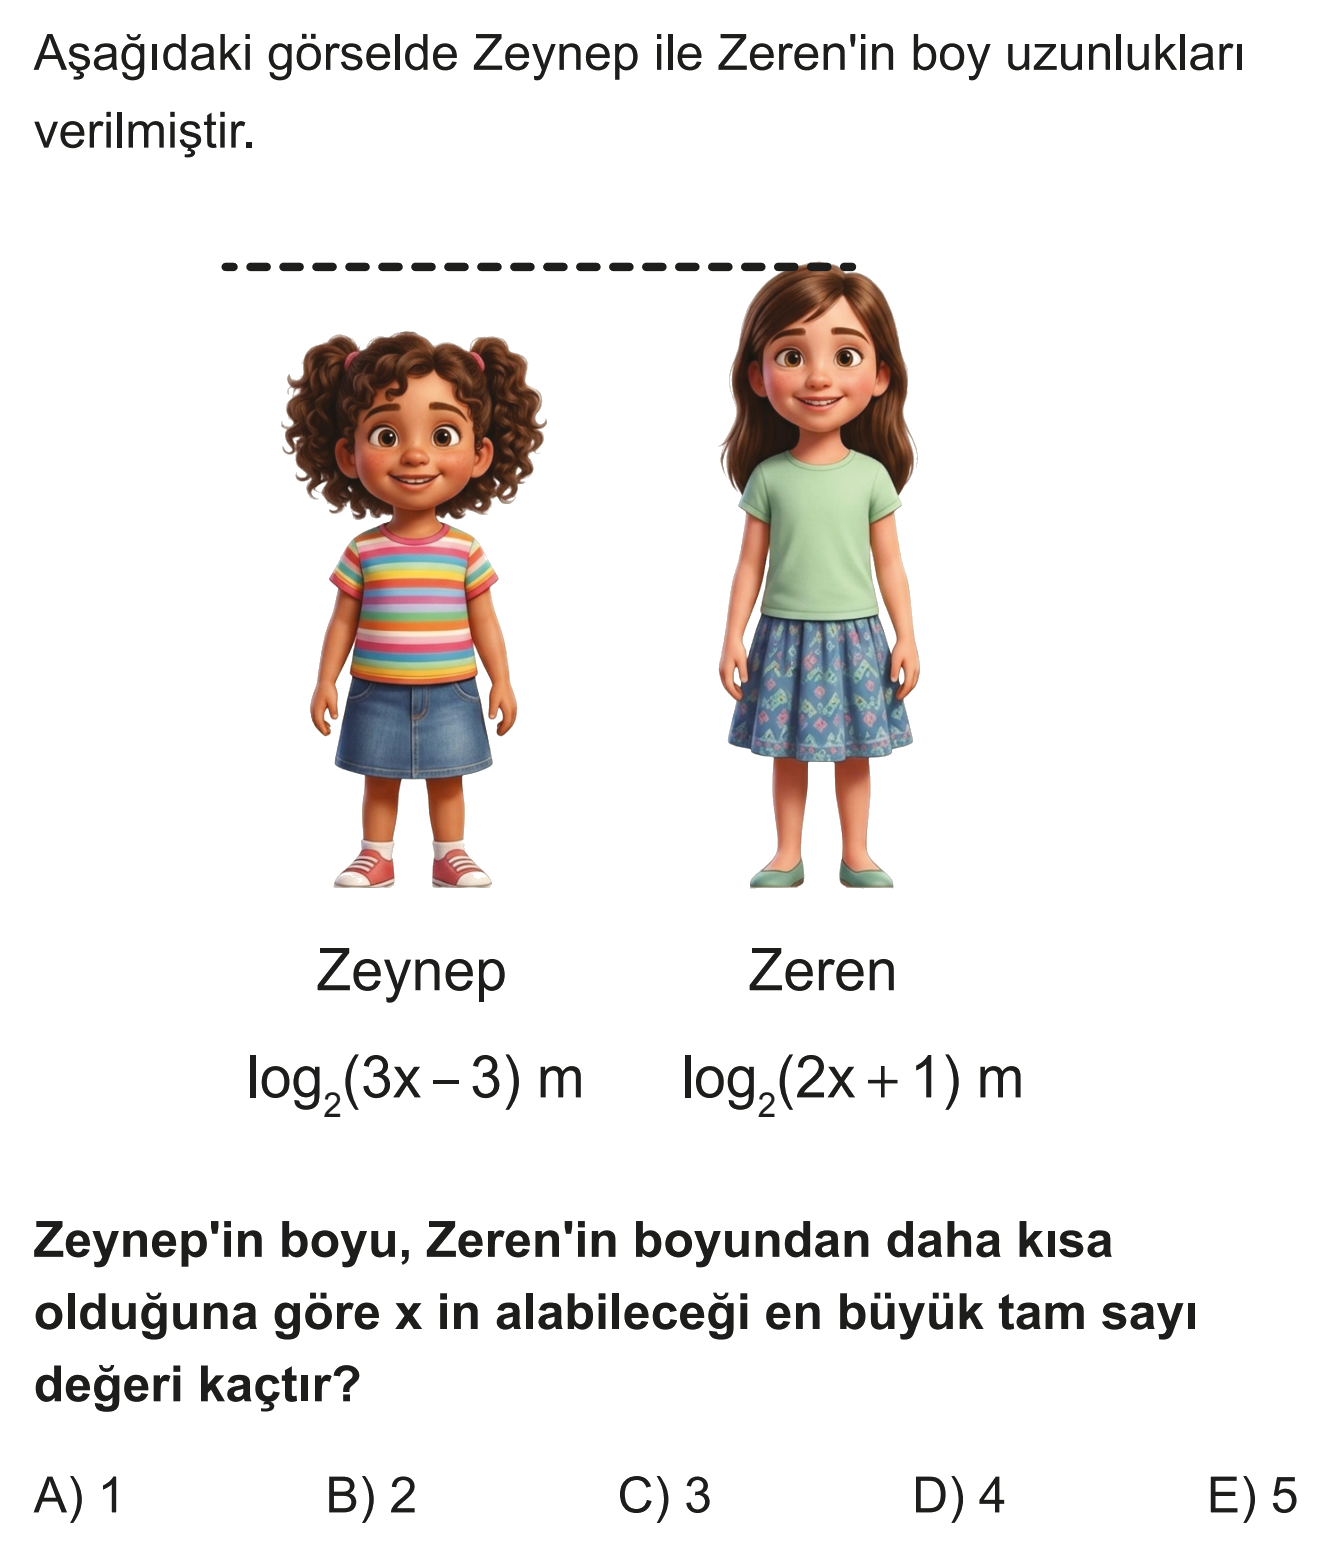 Aşağıdaki görselde Zeynep ile Zeren'in boy uzunlukları
verilmiştir.
Zeynep Zeren
log₂(3x – 3) m log₂(2x + 1) m
Zeynep'in boyu, Zeren'in boyundan daha kısa
olduğuna göre x in alabileceği en büyük tam sayı
değeri kaçtır?
A) 1 B) 2 C) 3 D) 4 E) 5